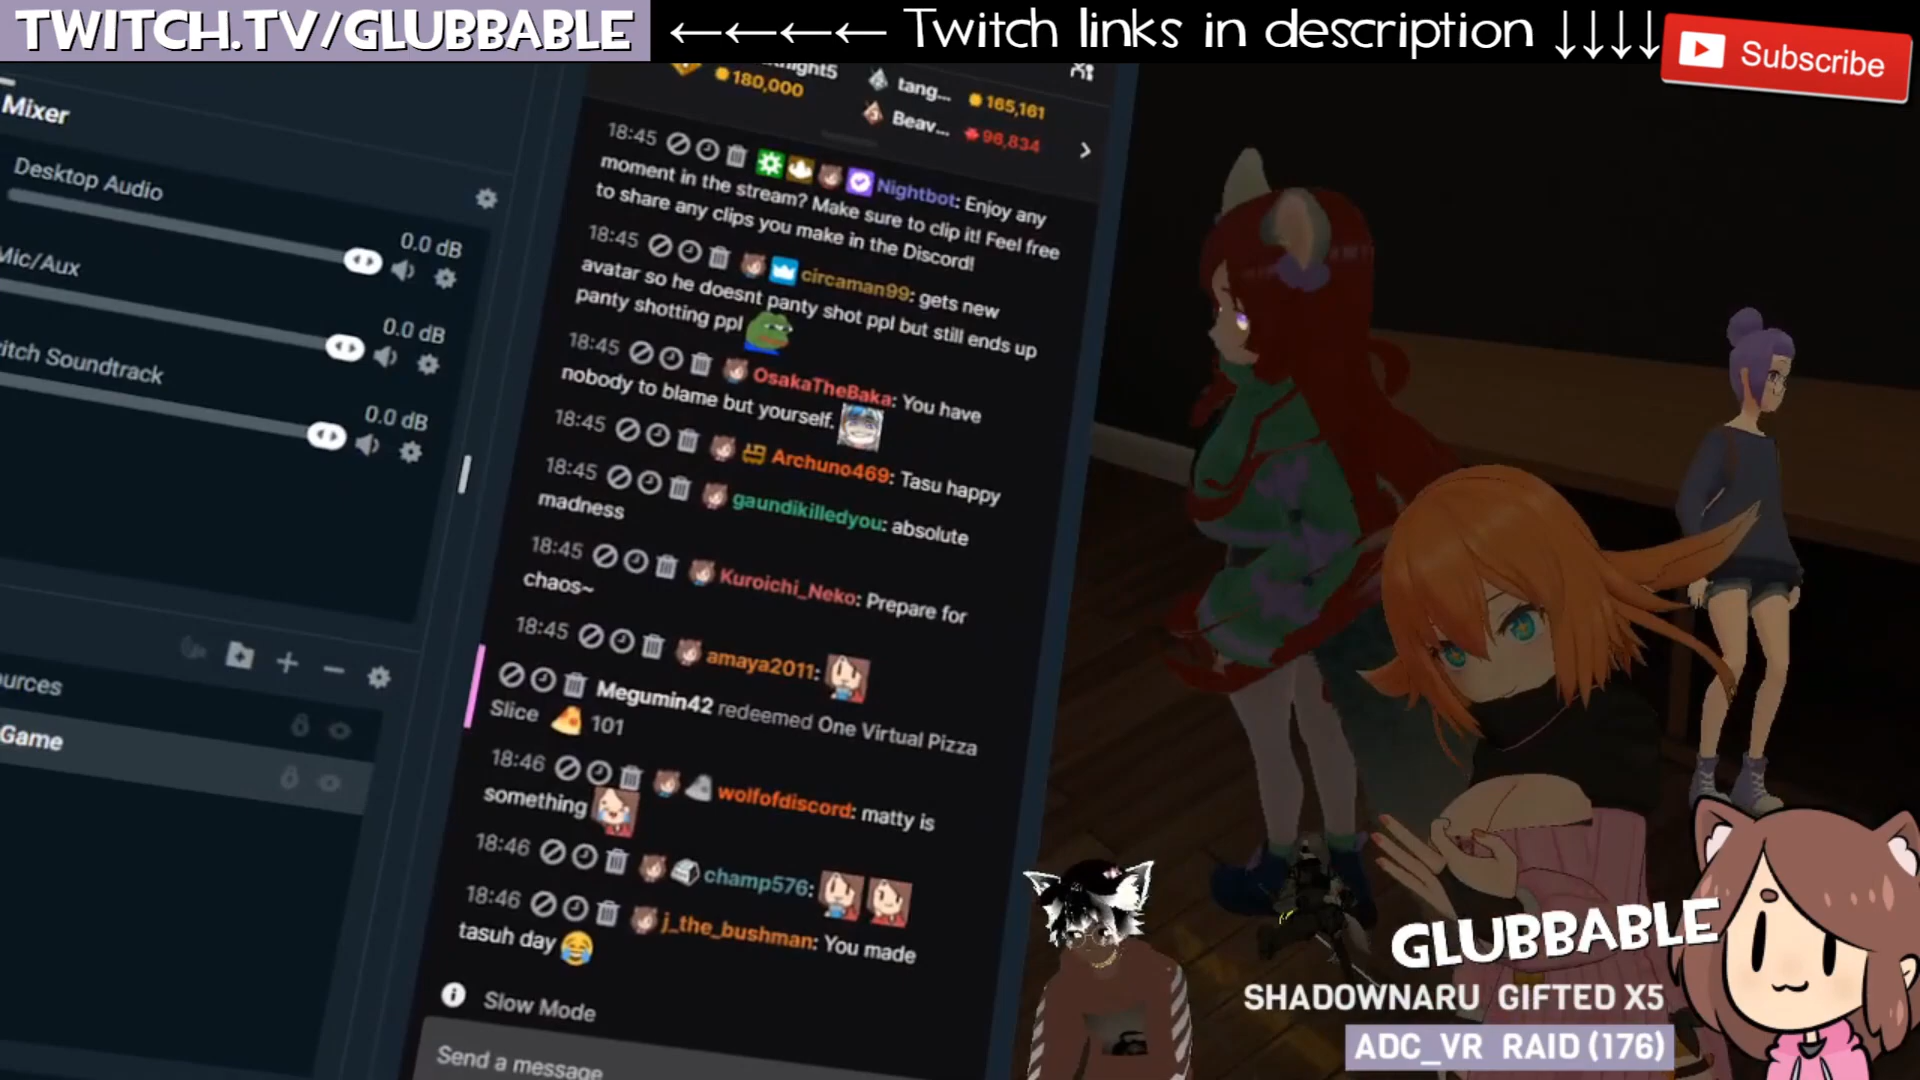 TWITCH.TV/GLUBBABLE
←←←← Twitch links in description ↓↓↓↓
Subscribe
Mixer
Desktop Audio
0.0 dB
Mic/Aux
0.0 dB
itch Soundtrack
0.0 dB
ources
Game
night5
180,000
tang...
165,161
Beav...
96,834
18:45 Nightbot: Enjoy any
moment in the stream? Make sure to clip it! Feel free
to share any clips you make in the Discord!
18:45 circaman99: gets new
avatar so he doesnt panty shot ppl but still ends up
panty shotting ppl
18:45 OsakaTheBaka: You have
nobody to blame but yourself.
18:45 Archuno469: Tasu happy
18:45 gaundikilledyou: absolute
madness
18:45 Kuroichi_Neko: Prepare for
chaos~
18:45 amaya2011:
Megumin42 redeemed One Virtual Pizza
Slice 101
18:46 wolfofdiscord: matty is
something
18:46 champ576:
18:46 j_the_bushman: You made
tasuh day
Slow Mode
Send a message
GLUBBABLE
SHADOWNARU GIFTED X5
ADC_VR RAID (176)